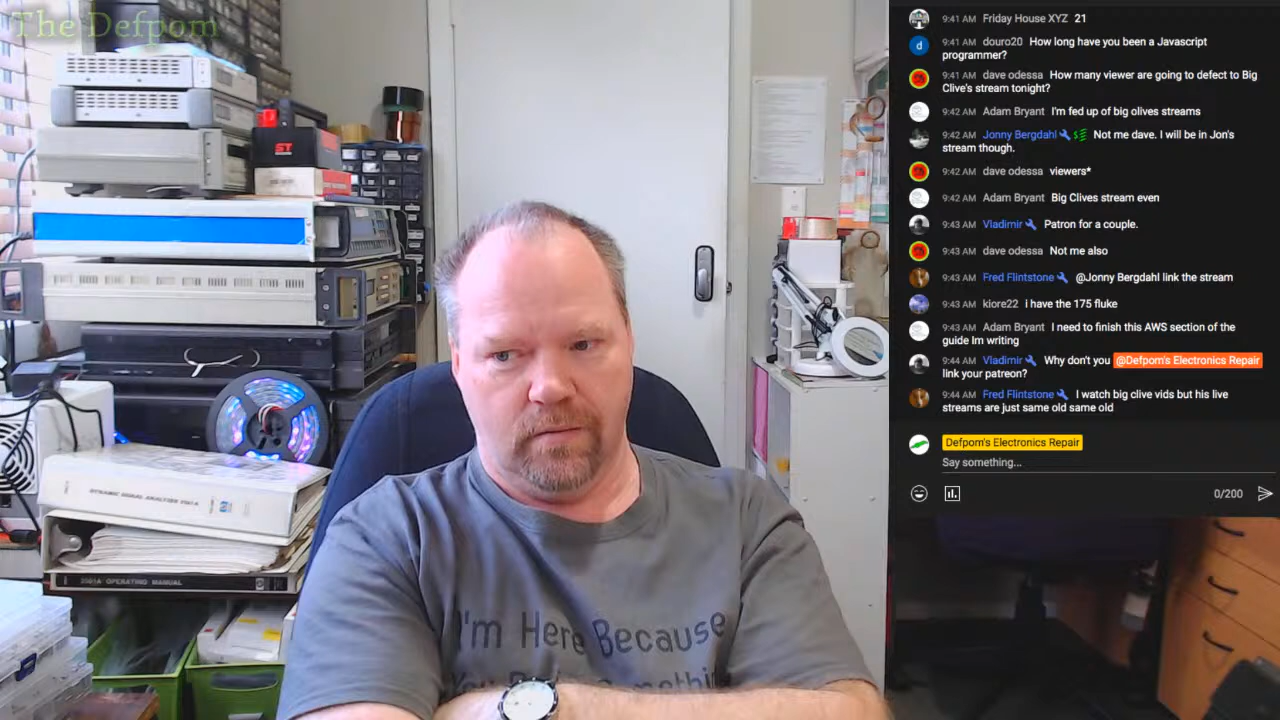 The Defpom
ST
DYNAMIC SIGNAL ANALYZER 3561A
3561A OPERATING MANUAL
I'm Here Because
9:41 AM Friday House XYZ 21
9:41 AM douro20 How long have you been a Javascript
programmer?
9:41 AM dave odessa How many viewer are going to defect to Big
Clive's stream tonight?
9:42 AM Adam Bryant I'm fed up of big olives streams
9:42 AM Jonny Bergdahl Not me dave. I will be in Jon's
stream though.
9:42 AM dave odessa viewers*
9:42 AM Adam Bryant Big Clives stream even
9:43 AM Vladimir Patron for a couple.
9:43 AM dave odessa Not me also
9:43 AM Fred Flintstone @Jonny Bergdahl link the stream
9:43 AM kiore22 i have the 175 fluke
9:43 AM Adam Bryant I need to finish this AWS section of the
guide Im writing
9:44 AM Vladimir Why don't you @Defpom's Electronics Repair
link your patreon?
9:44 AM Fred Flintstone I watch big clive vids but his live
streams are just same old same old
Defpom's Electronics Repair
Say something...
0/200